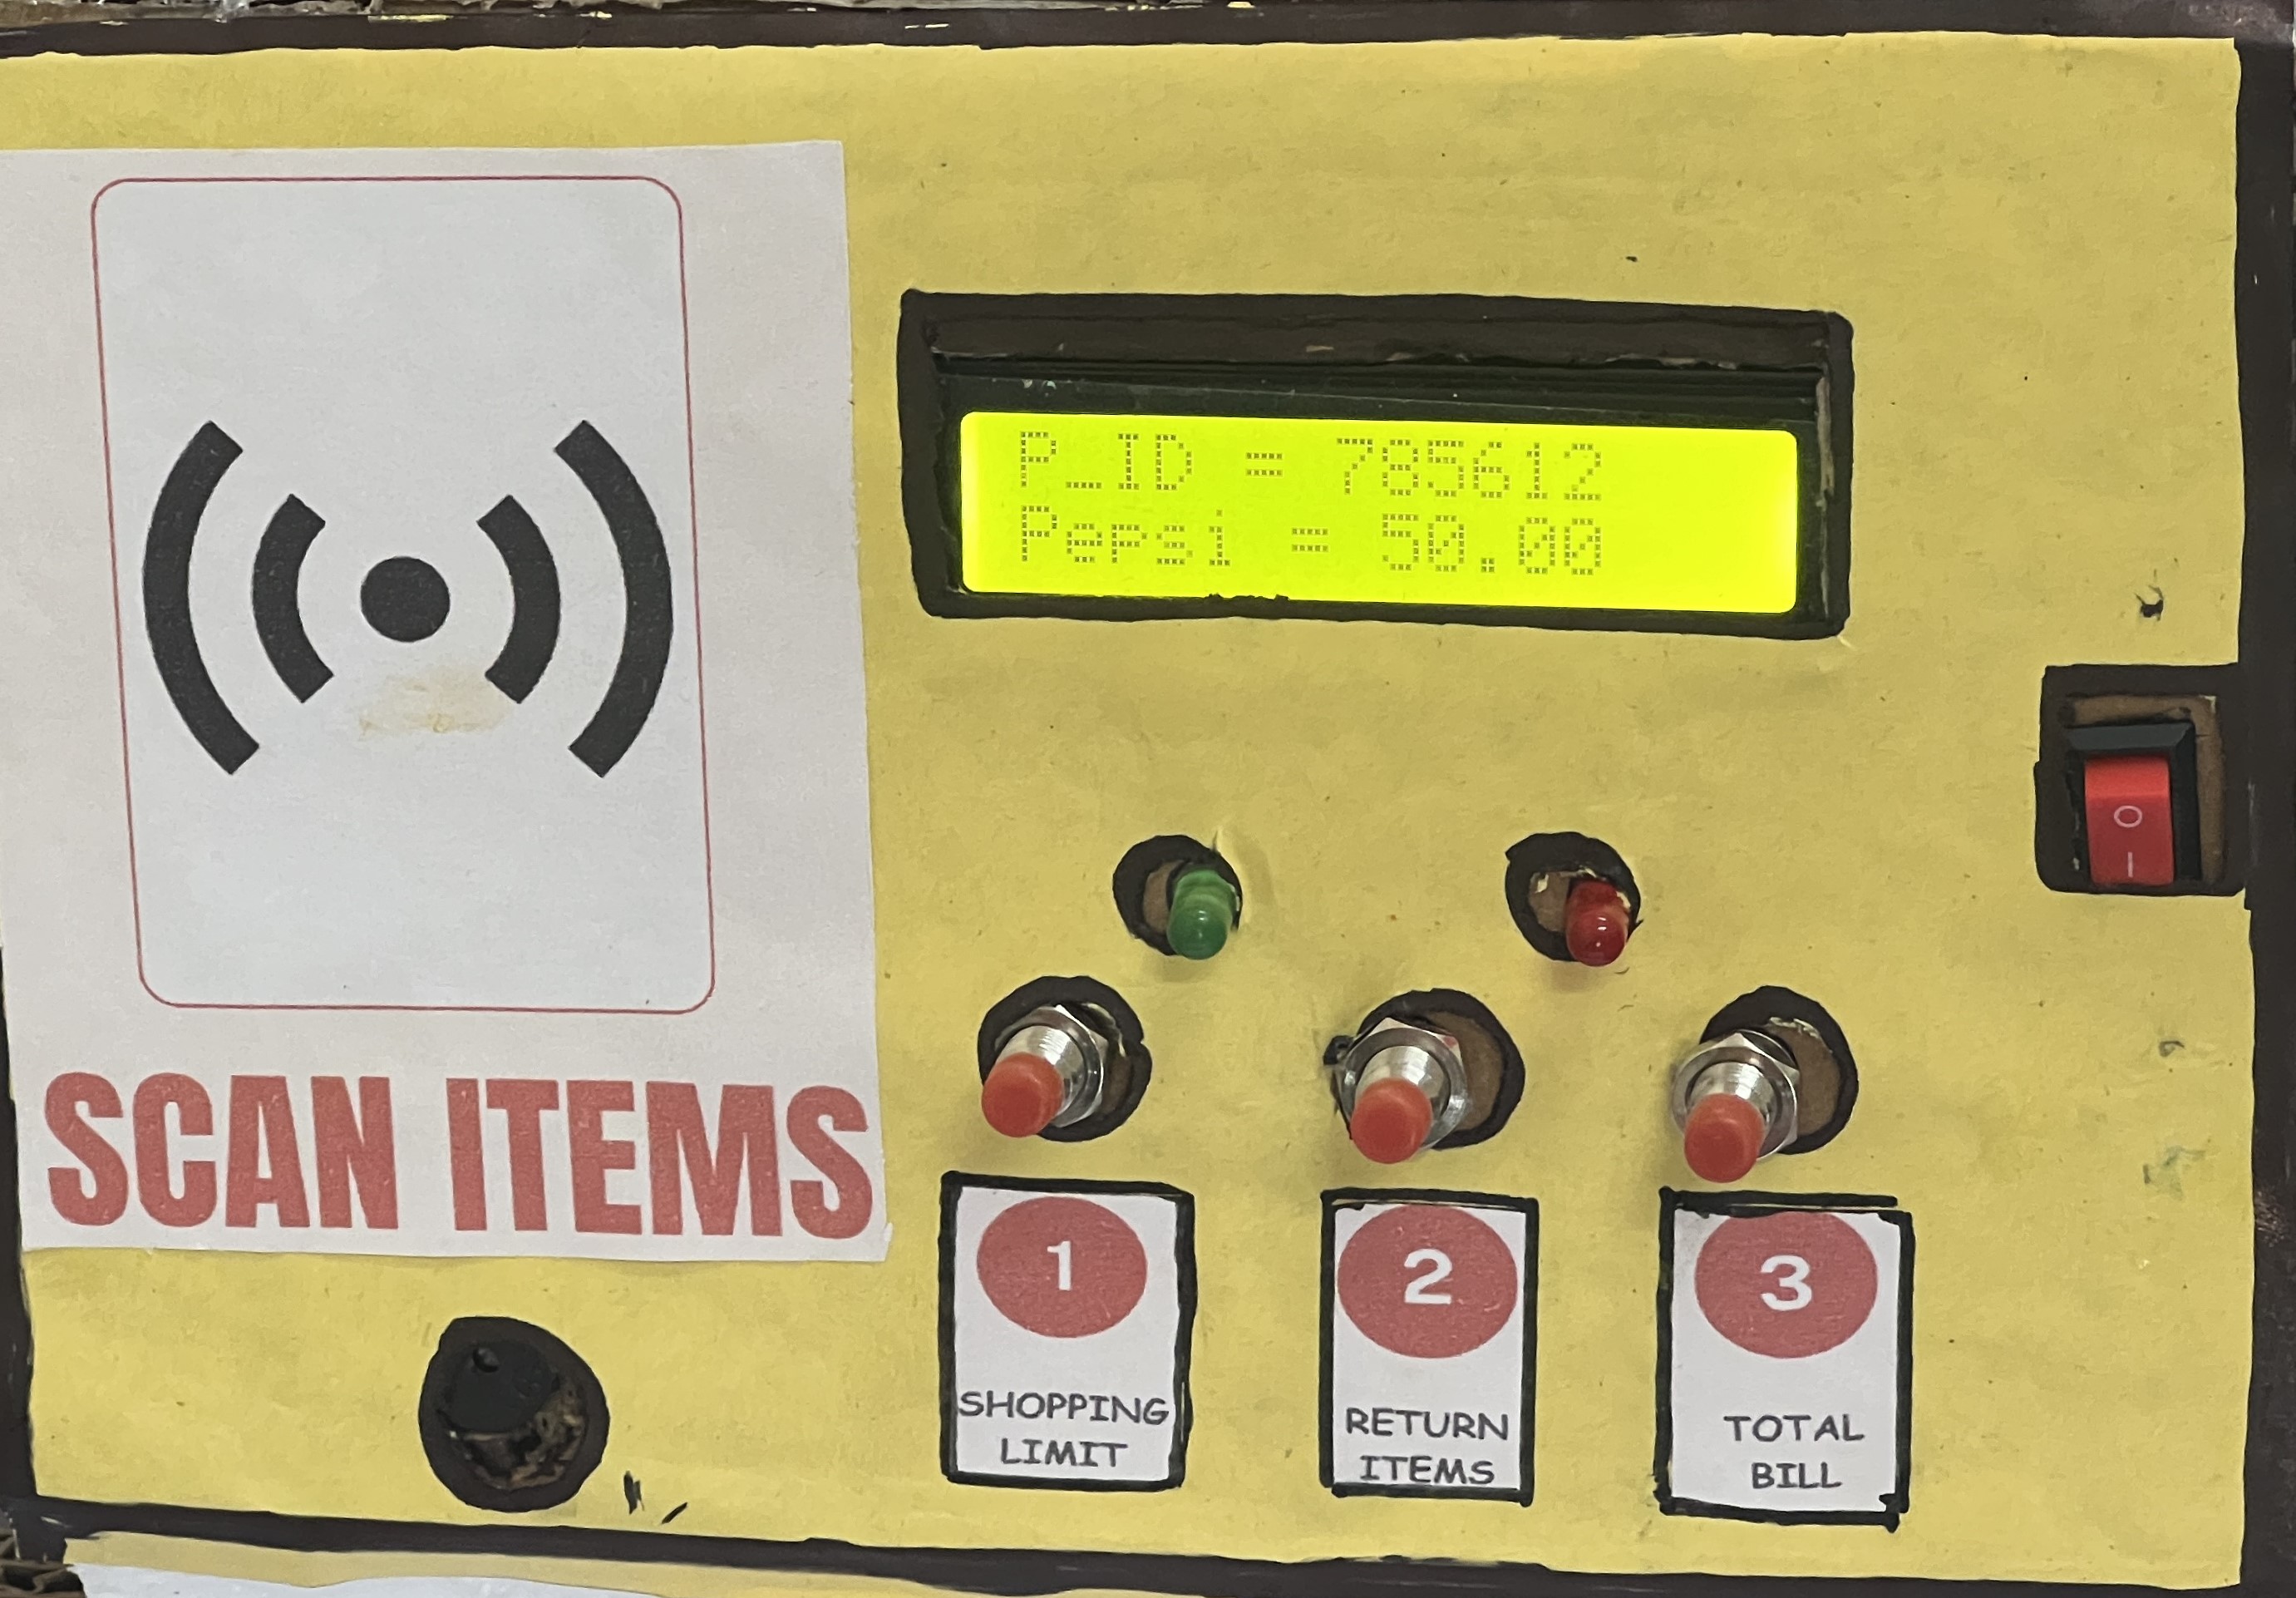 P_ID = 785612
Pepsi = 50.00
SCAN ITEMS
1
SHOPPING
LIMIT
2
RETURN
ITEMS
3
TOTAL
BILL